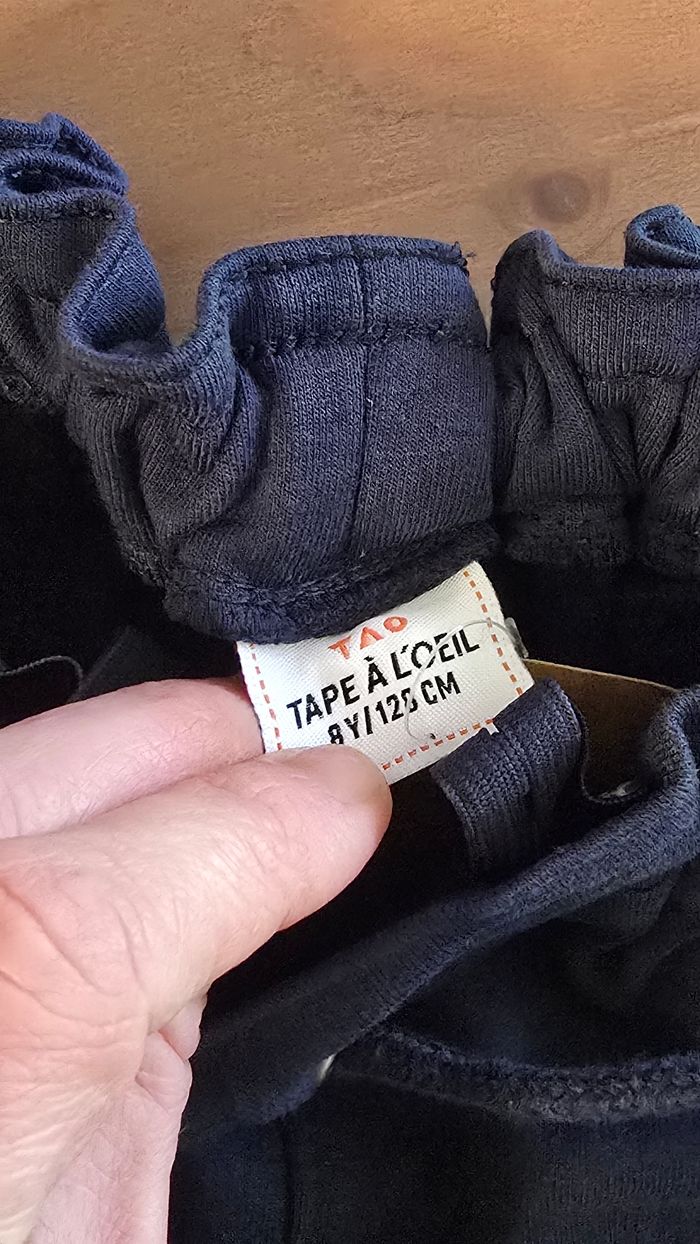 TAO
TAPE À L'OEIL
8 Y/128 CM